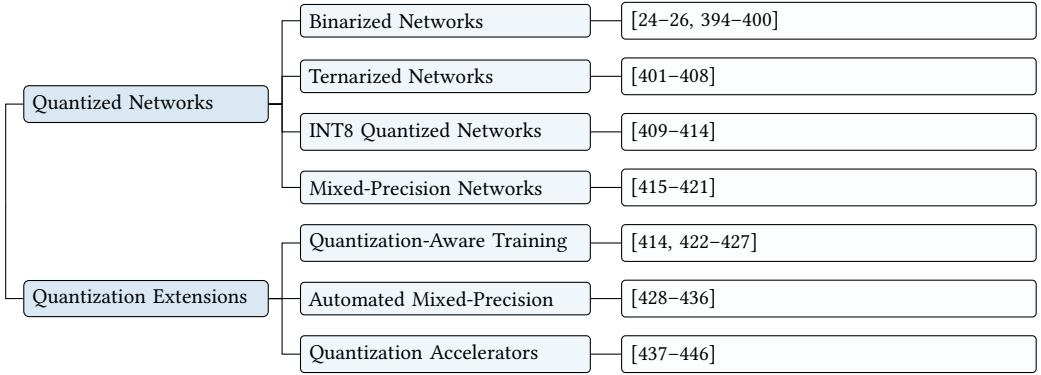 Binarized Networks
[24–26, 394–400]
Ternarized Networks
[401–408]
Quantized Networks
INT8 Quantized Networks
[409–414]
Mixed-Precision Networks
[415–421]
Quantization-Aware Training
[414, 422–427]
Quantization Extensions
Automated Mixed-Precision
[428–436]
Quantization Accelerators
[437–446]